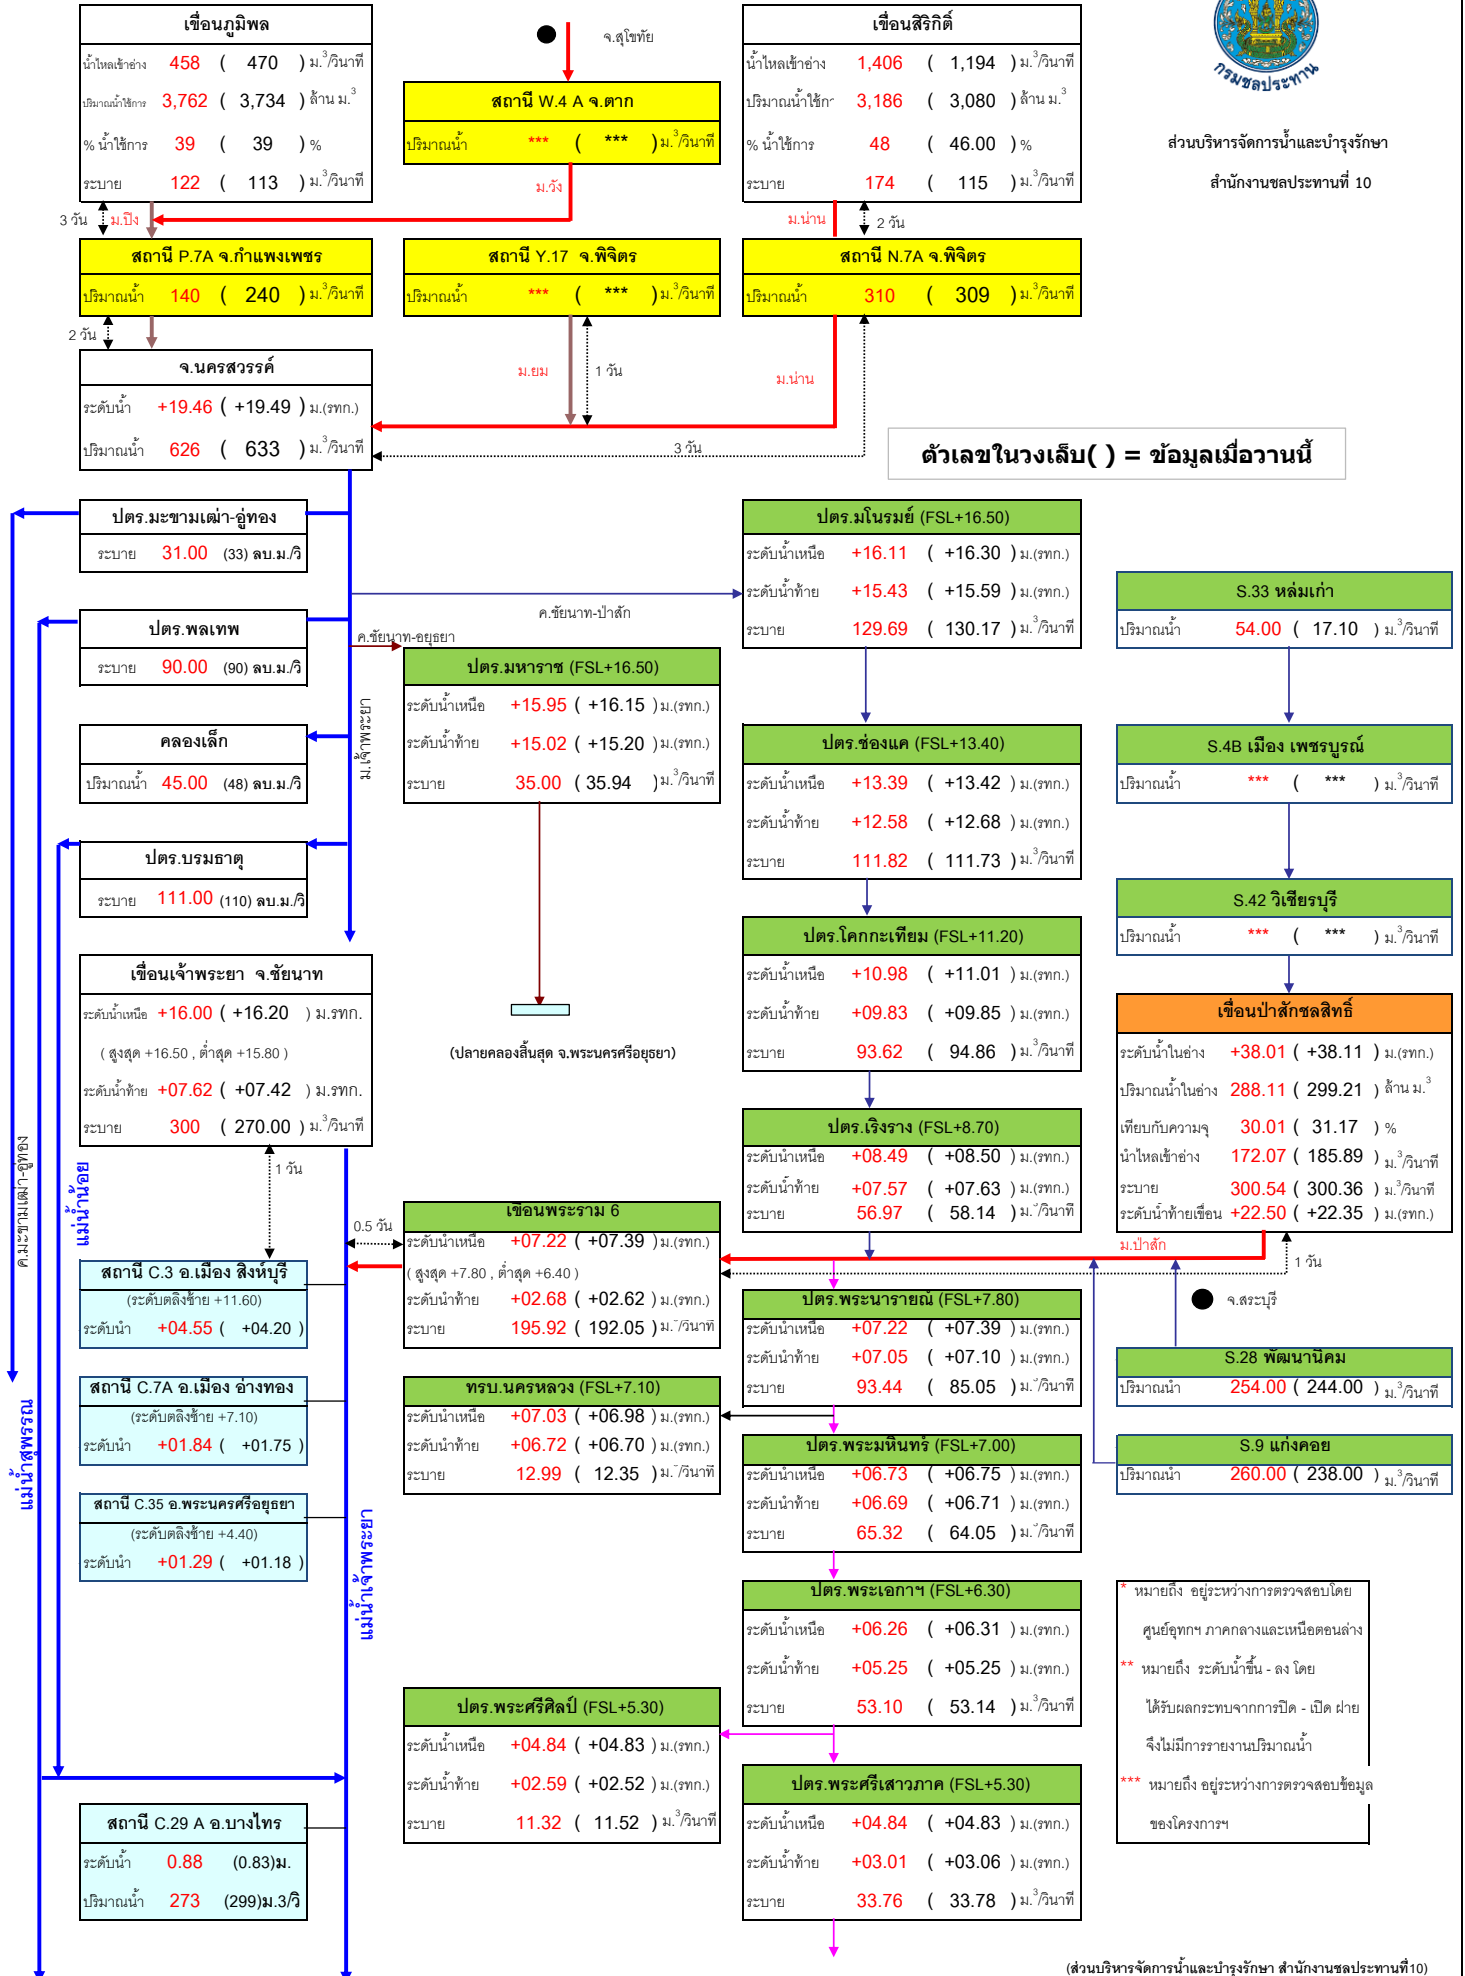 เขื่อนภูมิพล
น้ำไหลเข้าอ่าง 458 ( 470 ) ม.³/วินาที
ปริมาณน้ำใช้การ 3,762 ( 3,734 ) ล้าน ม.³
% น้ำใช้การ 39 ( 39 ) %
ระบาย 122 ( 113 ) ม.³/วินาที
จ.สุโขทัย
สถานี W.4 A จ.ตาก
ปริมาณน้ำ *** ( *** ) ม.³/วินาที
เขื่อนสิริกิติ์
น้ำไหลเข้าอ่าง 1,406 ( 1,194 ) ม.³/วินาที
ปริมาณน้ำใช้กา 3,186 ( 3,080 ) ล้าน ม.³
% น้ำใช้การ 48 ( 46.00 ) %
ระบาย 174 ( 115 ) ม.³/วินาที
กรมชลประทาน
ส่วนบริหารจัดการน้ำและบำรุงรักษา
สำนักงานชลประทานที่ 10
3 วัน
ม.ปิง
ม.วัง
ม.น่าน
2 วัน
สถานี P.7A จ.กำแพงเพชร
ปริมาณน้ำ 140 ( 240 ) ม.³/วินาที
สถานี Y.17 จ.พิจิตร
ปริมาณน้ำ *** ( *** ) ม.³/วินาที
สถานี N.7A จ.พิจิตร
ปริมาณน้ำ 310 ( 309 ) ม.³/วินาที
2 วัน
ม.ยม
1 วัน
ม.น่าน
3 วัน
จ.นครสวรรค์
ระดับน้ำ +19.46 ( +19.49 ) ม.(รทก.)
ปริมาณน้ำ 626 ( 633 ) ม.³/วินาที
ตัวเลขในวงเล็บ( ) = ข้อมูลเมื่อวานนี้
ปตร.มะขามเฒ่า-อู่ทอง
ระบาย 31.00 (33) ลบ.ม./วิ
ปตร.พลเทพ
ระบาย 90.00 (90) ลบ.ม./วิ
คลองเล็ก
ปริมาณน้ำ 45.00 (48) ลบ.ม./วิ
ปตร.บรมธาตุ
ระบาย 111.00 (110) ลบ.ม./วิ
ม.เจ้าพระยา
ค.ชัยนาท-ป่าสัก
ค.ชัยนาท-อยุธยา
ปตร.มหาราช (FSL+16.50)
ระดับน้ำเหนือ +15.95 ( +16.15 ) ม.(รทก.)
ระดับน้ำท้าย +15.02 ( +15.20 ) ม.(รทก.)
ระบาย 35.00 ( 35.94 ) ม.³/วินาที
(ปลายคลองสิ้นสุด จ.พระนครศรีอยุธยา)
ปตร.มโนรมย์ (FSL+16.50)
ระดับน้ำเหนือ +16.11 ( +16.30 ) ม.(รทก.)
ระดับน้ำท้าย +15.43 ( +15.59 ) ม.(รทก.)
ระบาย 129.69 ( 130.17 ) ม.³/วินาที
ปตร.ช่องแค (FSL+13.40)
ระดับน้ำเหนือ +13.39 ( +13.42 ) ม.(รทก.)
ระดับน้ำท้าย +12.58 ( +12.68 ) ม.(รทก.)
ระบาย 111.82 ( 111.73 ) ม.³/วินาที
ปตร.โคกกะเทียม (FSL+11.20)
ระดับน้ำเหนือ +10.98 ( +11.01 ) ม.(รทก.)
ระดับน้ำท้าย +09.83 ( +09.85 ) ม.(รทก.)
ระบาย 93.62 ( 94.86 ) ม.³/วินาที
ปตร.เริงราง (FSL+8.70)
ระดับน้ำเหนือ +08.49 ( +08.50 ) ม.(รทก.)
ระดับน้ำท้าย +07.57 ( +07.63 ) ม.(รทก.)
ระบาย 56.97 ( 58.14 ) ม.³/วินาที
S.33 หล่มเก่า
ปริมาณน้ำ 54.00 ( 17.10 ) ม.³/วินาที
S.4B เมือง เพชรบูรณ์
ปริมาณน้ำ *** ( *** ) ม.³/วินาที
S.42 วิเชียรบุรี
ปริมาณน้ำ *** ( *** ) ม.³/วินาที
เขื่อนป่าสักชลสิทธิ์
ระดับน้ำในอ่าง +38.01 ( +38.11 ) ม.(รทก.)
ปริมาณน้ำในอ่าง 288.11 ( 299.21 ) ล้าน ม.³
เทียบกับความจุ 30.01 ( 31.17 ) %
น้ำไหลเข้าอ่าง 172.07 ( 185.89 ) ม.³/วินาที
ระบาย 300.54 ( 300.36 ) ม.³/วินาที
ระดับน้ำท้ายเขื่อน +22.50 ( +22.35 ) ม.(รทก.)
ม.ป่าสัก
1 วัน
จ.สระบุรี
เขื่อนเจ้าพระยา จ.ชัยนาท
ระดับน้ำเหนือ +16.00 ( +16.20 ) ม.รทก.
( สูงสุด +16.50 , ต่ำสุด +15.80 )
ระดับน้ำท้าย +07.62 ( +07.42 ) ม.รทก.
ระบาย 300 ( 270.00 ) ม.³/วินาที
1 วัน
0.5 วัน
ค.มะขามเฒ่า-อู่ทอง
แม่น้ำน้อย
แม่น้ำสุพรรณ
แม่น้ำเจ้าพระยา
สถานี C.3 อ.เมือง สิงห์บุรี
(ระดับตลิ่งซ้าย +11.60)
ระดับน้ำ +04.55 ( +04.20 )
สถานี C.7A อ.เมือง อ่างทอง
(ระดับตลิ่งซ้าย +7.10)
ระดับน้ำ +01.84 ( +01.75 )
สถานี C.35 อ.พระนครศรีอยุธยา
(ระดับตลิ่งซ้าย +4.40)
ระดับน้ำ +01.29 ( +01.18 )
เขื่อนพระราม 6
ระดับน้ำเหนือ +07.22 ( +07.39 ) ม.(รทก.)
( สูงสุด +7.80 , ต่ำสุด +6.40 )
ระดับน้ำท้าย +02.68 ( +02.62 ) ม.(รทก.)
ระบาย 195.92 ( 192.05 ) ม.³/วินาที
ทรบ.นครหลวง (FSL+7.10)
ระดับน้ำเหนือ +07.03 ( +06.98 ) ม.(รทก.)
ระดับน้ำท้าย +06.72 ( +06.70 ) ม.(รทก.)
ระบาย 12.99 ( 12.35 ) ม.³/วินาที
ปตร.พระนารายณ์ (FSL+7.80)
ระดับน้ำเหนือ +07.22 ( +07.39 ) ม.(รทก.)
ระดับน้ำท้าย +07.05 ( +07.10 ) ม.(รทก.)
ระบาย 93.44 ( 85.05 ) ม.³/วินาที
ปตร.พระมหินทร์ (FSL+7.00)
ระดับน้ำเหนือ +06.73 ( +06.75 ) ม.(รทก.)
ระดับน้ำท้าย +06.69 ( +06.71 ) ม.(รทก.)
ระบาย 65.32 ( 64.05 ) ม.³/วินาที
S.28 พัฒนานิคม
ปริมาณน้ำ 254.00 ( 244.00 ) ม.³/วินาที
S.9 แก่งคอย
ปริมาณน้ำ 260.00 ( 238.00 ) ม.³/วินาที
ปตร.พระเอกาฯ (FSL+6.30)
ระดับน้ำเหนือ +06.26 ( +06.31 ) ม.(รทก.)
ระดับน้ำท้าย +05.25 ( +05.25 ) ม.(รทก.)
ระบาย 53.10 ( 53.14 ) ม.³/วินาที
ปตร.พระศรีศิลป์ (FSL+5.30)
ระดับน้ำเหนือ +04.84 ( +04.83 ) ม.(รทก.)
ระดับน้ำท้าย +02.59 ( +02.52 ) ม.(รทก.)
ระบาย 11.32 ( 11.52 ) ม.³/วินาที
ปตร.พระศรีเสาวภาค (FSL+5.30)
ระดับน้ำเหนือ +04.84 ( +04.83 ) ม.(รทก.)
ระดับน้ำท้าย +03.01 ( +03.06 ) ม.(รทก.)
ระบาย 33.76 ( 33.78 ) ม.³/วินาที
* หมายถึง อยู่ระหว่างการตรวจสอบโดย
ศูนย์อุทกฯ ภาคกลางและเหนือตอนล่าง
** หมายถึง ระดับน้ำขึ้น - ลง โดย
ได้รับผลกระทบจากการปิด - เปิด ฝาย
จึงไม่มีการรายงานปริมาณน้ำ
*** หมายถึง อยู่ระหว่างการตรวจสอบข้อมูล
ของโครงการฯ
สถานี C.29 A อ.บางไทร
ระดับน้ำ 0.88 (0.83)ม.
ปริมาณน้ำ 273 (299)ม.3/วิ
(ส่วนบริหารจัดการน้ำและบำรุงรักษา สำนักงานชลประทานที่10)